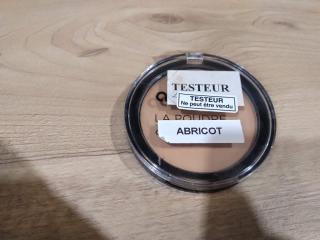 TESTEUR
TESTEUR
Ne peut être vendu
LA POUDRE
ABRICOT